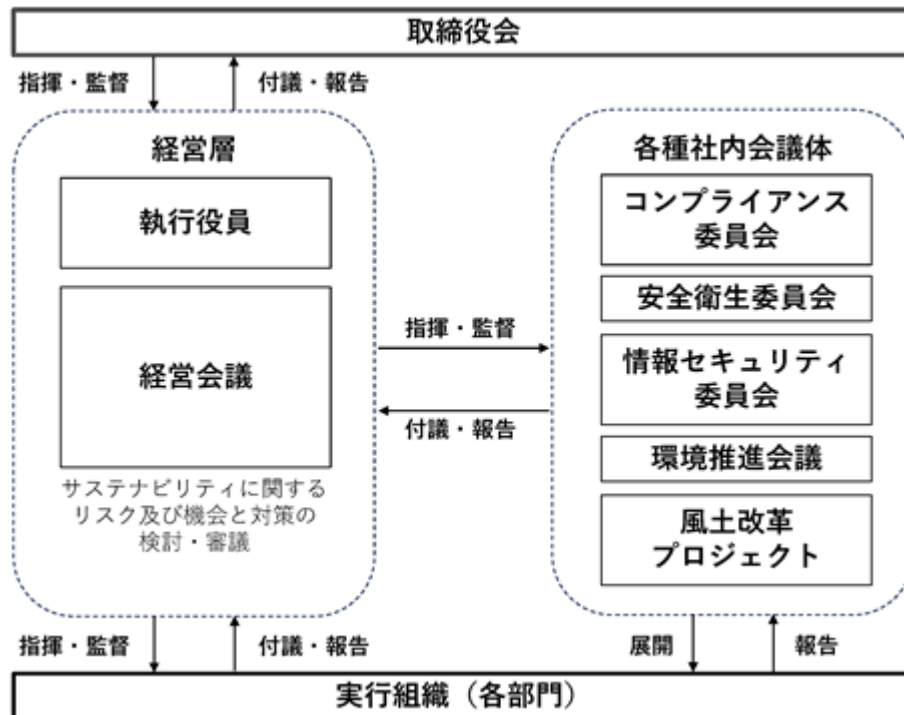 取締役会
指揮・監督
付議・報告
経営層
執行役員
経営会議
サステナビリティに関する
リスク及び機会と対策の
検討・審議
指揮・監督
付議・報告
各種社内会議体
コンプライアンス
委員会
安全衛生委員会
情報セキュリティ
委員会
環境推進会議
風土改革
プロジェクト
指揮・監督
付議・報告
展開
報告
実行組織（各部門）